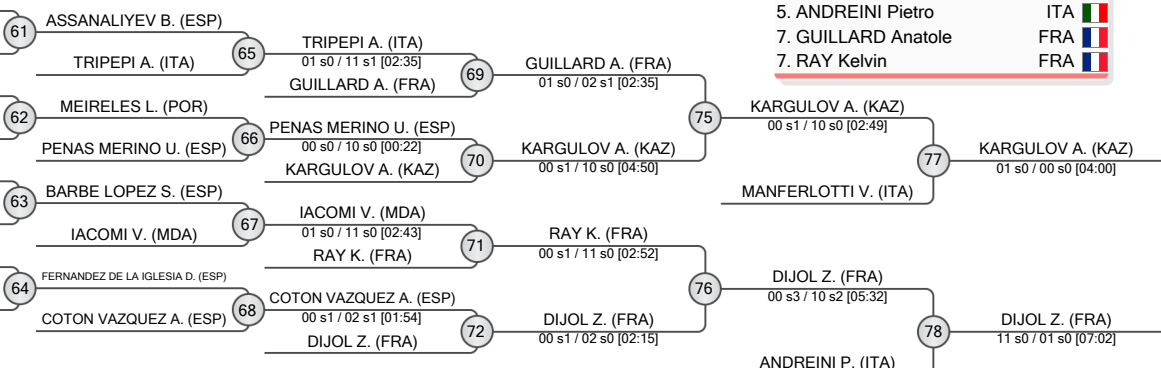 5. ANDREINI Pietro ITA
7. GUILLARD Anatole FRA
7. RAY Kelvin FRA
61
ASSANALIYEV B. (ESP)
TRIPEPI A. (ITA)
65
TRIPEPI A. (ITA)
01 s0 / 11 s1 [02:35]
GUILLARD A. (FRA)
69
GUILLARD A. (FRA)
01 s0 / 02 s1 [02:35]
62
MEIRELES L. (POR)
PENAS MERINO U. (ESP)
66
PENAS MERINO U. (ESP)
00 s0 / 10 s0 [00:22]
KARGULOV A. (KAZ)
70
KARGULOV A. (KAZ)
00 s1 / 10 s0 [04:50]
75
KARGULOV A. (KAZ)
00 s1 / 10 s0 [02:49]
MANFERLOTTI V. (ITA)
77
KARGULOV A. (KAZ)
01 s0 / 00 s0 [04:00]
63
BARBE LOPEZ S. (ESP)
IACOMI V. (MDA)
67
IACOMI V. (MDA)
01 s0 / 11 s0 [02:43]
RAY K. (FRA)
71
RAY K. (FRA)
00 s1 / 11 s0 [02:52]
64
FERNANDEZ DE LA IGLESIA D. (ESP)
COTON VAZQUEZ A. (ESP)
68
COTON VAZQUEZ A. (ESP)
00 s1 / 02 s1 [01:54]
DIJOL Z. (FRA)
72
DIJOL Z. (FRA)
00 s1 / 02 s0 [02:15]
76
DIJOL Z. (FRA)
00 s3 / 10 s2 [05:32]
ANDREINI P. (ITA)
78
DIJOL Z. (FRA)
11 s0 / 01 s0 [07:02]